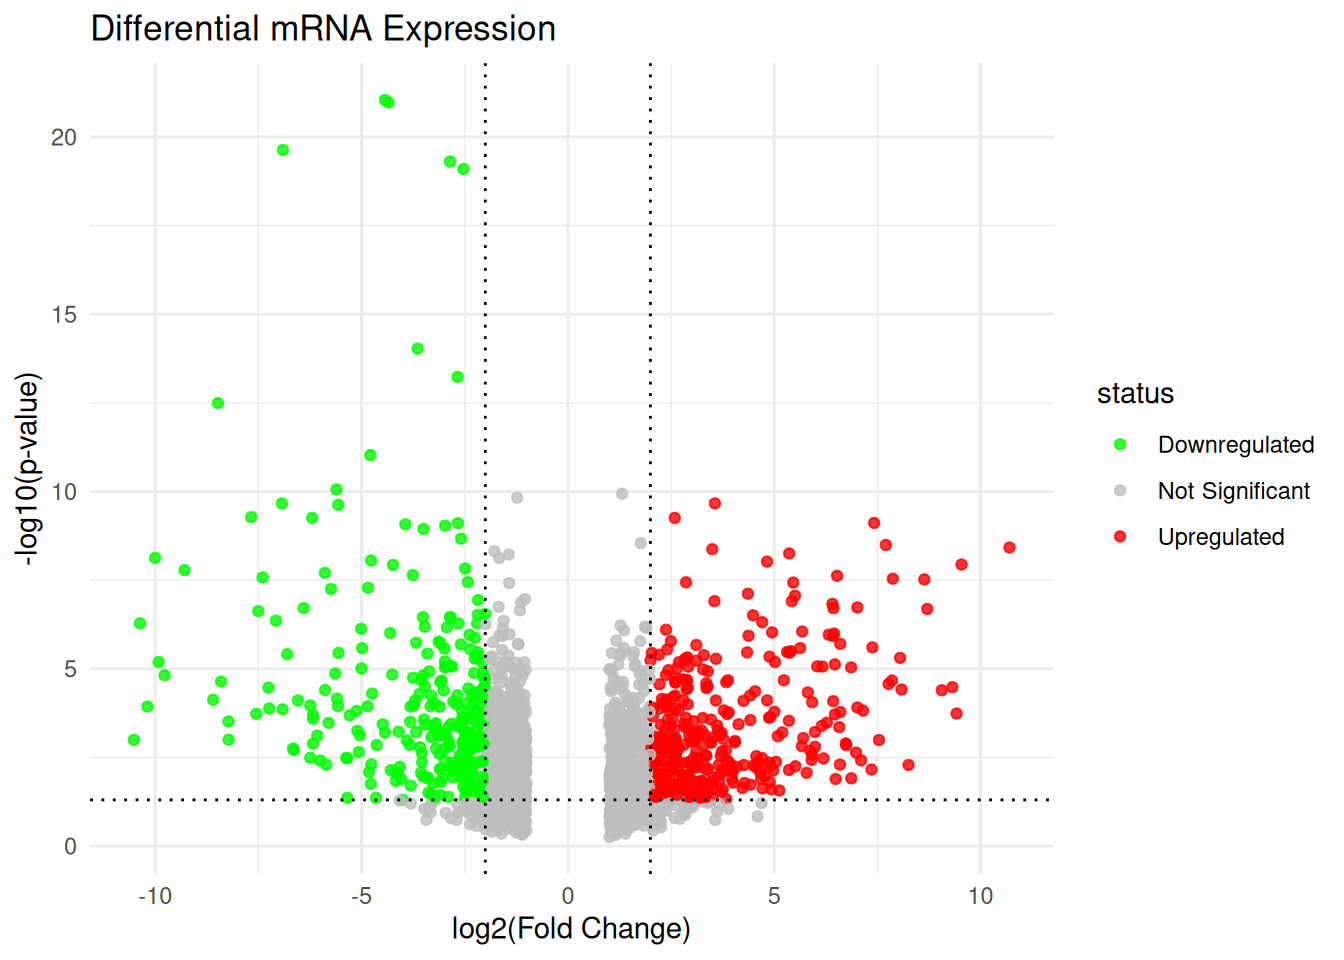 Differential mRNA Expression
20
15
10
5
0
-log10(p-value)
-10
-5
0
5
10
log2(Fold Change)
status
Downregulated
Not Significant
Upregulated